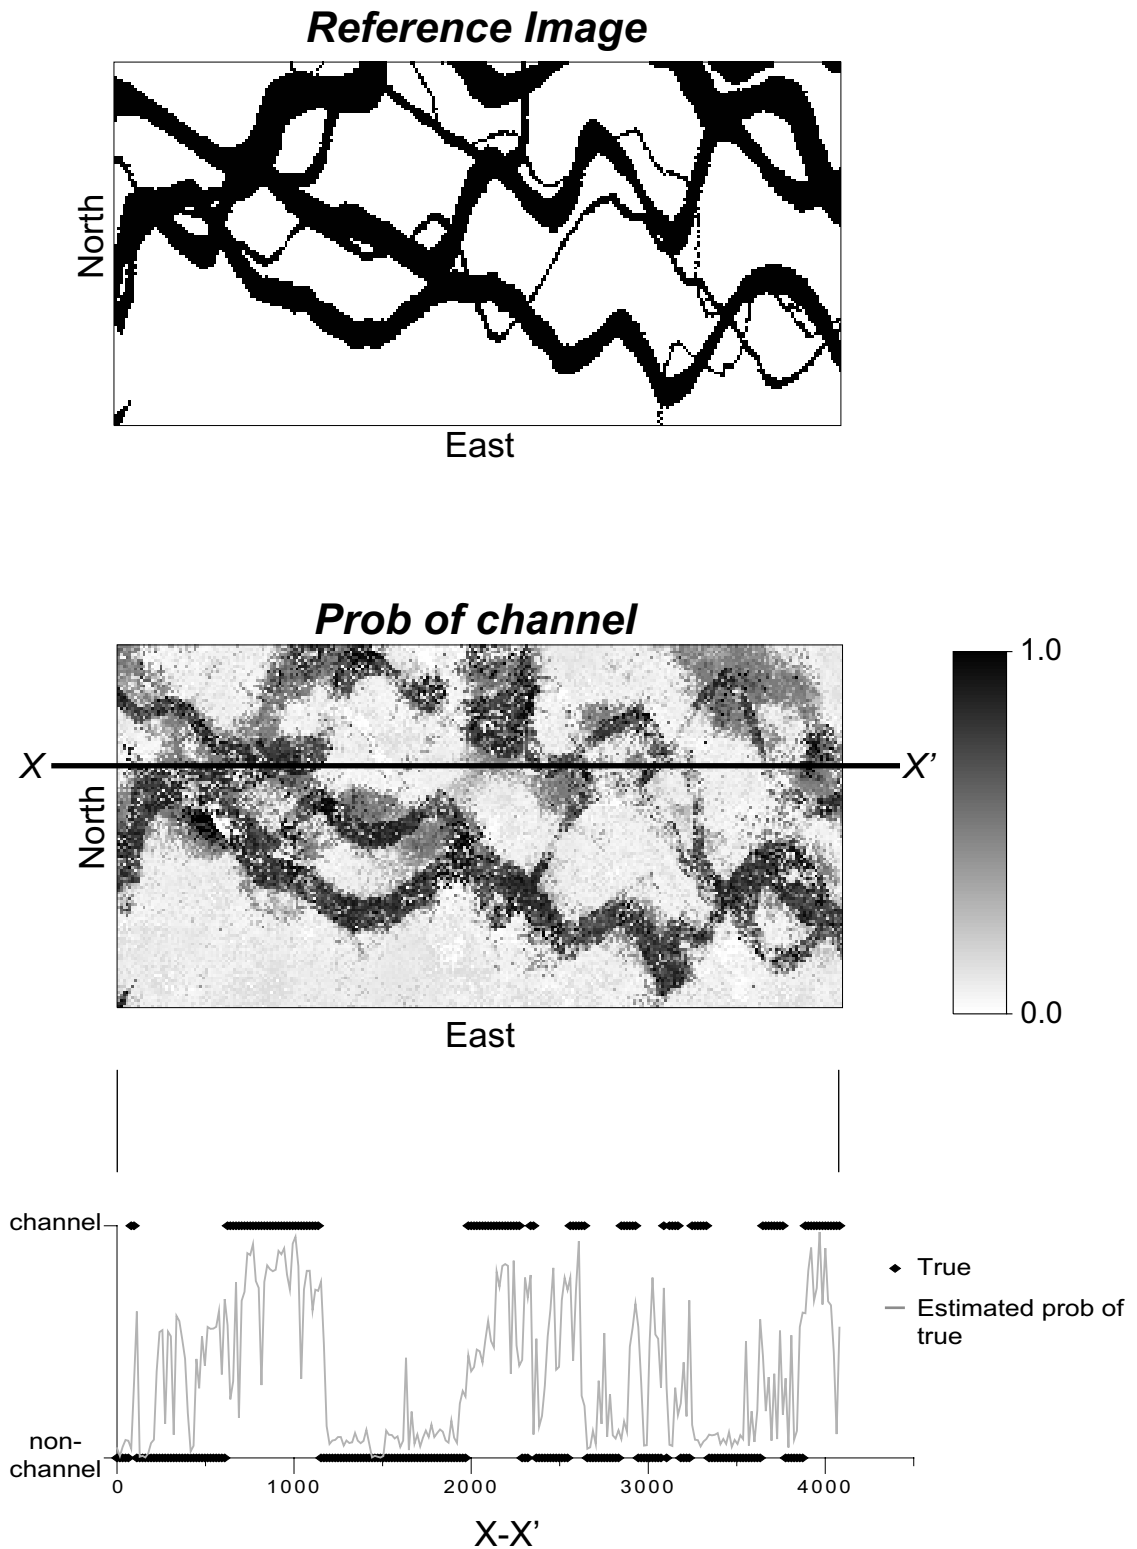 Reference Image
North
East
Prob of channel
1.0
X
X’
North
0.0
East
channel
True
Estimated prob of
true
non-
channel
0
1000
2000
3000
4000
X-X’